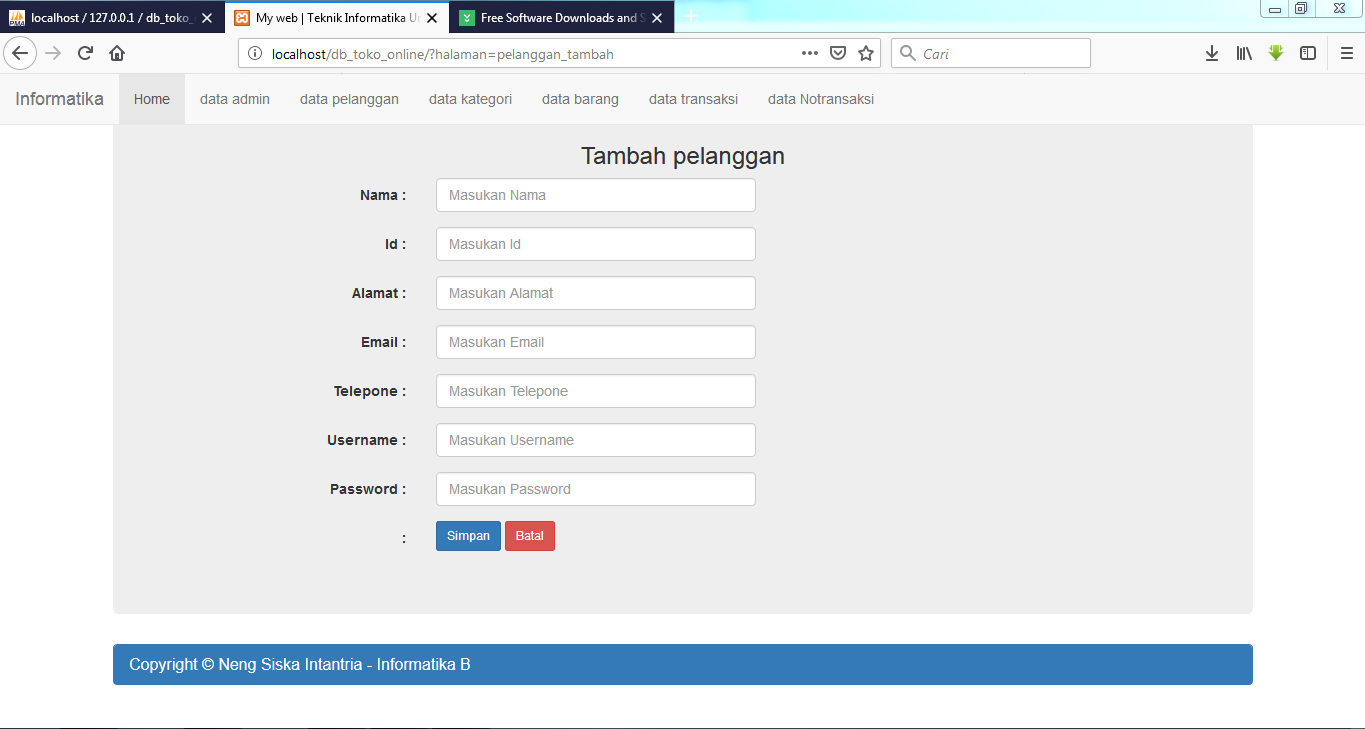 localhost / 127.0.0.1 / db_toko_
My web | Teknik Informatika Un
Free Software Downloads and S
localhost/db_toko_online/?halaman=pelanggan_tambah
Cari
Informatika Home data admin data pelanggan data kategori data barang data transaksi data Notransaksi
Tambah pelanggan
Nama : Masukan Nama
Id : Masukan Id
Alamat : Masukan Alamat
Email : Masukan Email
Telepone : Masukan Telepone
Username : Masukan Username
Password : Masukan Password
: Simpan Batal
Copyright © Neng Siska Intantria - Informatika B